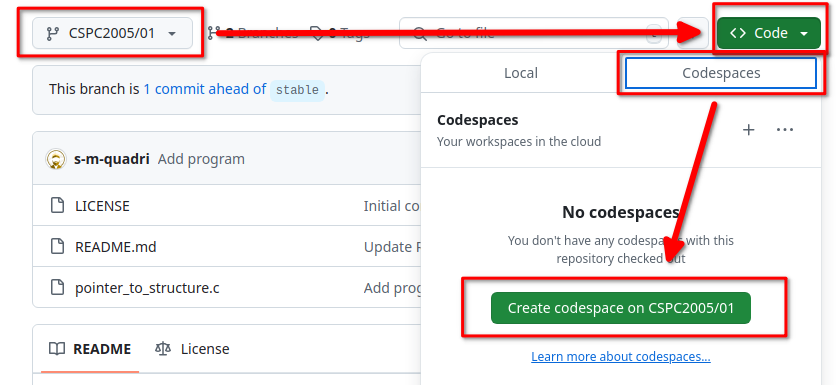 CSPC2005/01
2 Branches
0 Tags
Go to file
Code
This branch is 1 commit ahead of stable .
Local
Codespaces
Codespaces
Your workspaces in the cloud
s-m-quadri Add program
LICENSE
Initial co
README.md
Update
pointer_to_structure.c
Add prog
No codespaces
You don't have any codespaces with this
repository checked out
Create codespace on CSPC2005/01
Learn more about codespaces...
README
License